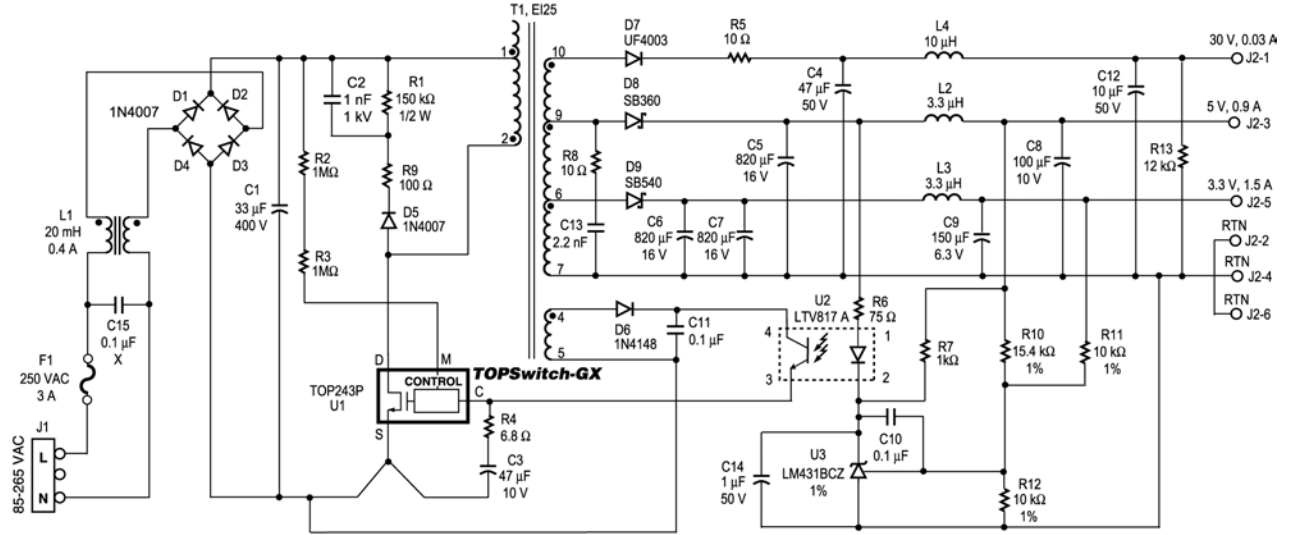 T1, EI25
1
2
10
9
6
7
4
5
D7
UF4003
R5
10 Ω
L4
10 μH
30 V, 0.03 A
J2-1
D8
SB360
C4
47 μF
50 V
L2
3.3 μH
C12
10 μF
50 V
5 V, 0.9 A
J2-3
1N4007
D1
D2
D4
D3
C2
1 nF
1 kV
R1
150 kΩ
1/2 W
R2
1MΩ
R9
100 Ω
R8
10 Ω
D9
SB540
C5
820 μF
16 V
L3
3.3 μH
C8
100 μF
10 V
R13
12 kΩ
3.3 V, 1.5 A
J2-5
L1
20 mH
0.4 A
C1
33 μF
400 V
D5
1N4007
C13
2.2 nF
C6
820 μF
16 V
C7
820 μF
16 V
C9
150 μF
6.3 V
RTN
J2-2
RTN
J2-4
RTN
J2-6
R3
1MΩ
C15
0.1 μF
X
D6
1N4148
C11
0.1 μF
U2
LTV817 A
4
3
1
2
R6
75 Ω
R7
1kΩ
R10
15.4 kΩ
1%
R11
10 kΩ
1%
F1
250 VAC
3 A
D
M
TOPSwitch-GX
CONTROL
TOP243P
U1
C
S
R4
6.8 Ω
C3
47 μF
10 V
J1
L
N
85-265 VAC
C10
0.1 μF
C14
1 μF
50 V
U3
LM431BCZ
1%
R12
10 kΩ
1%